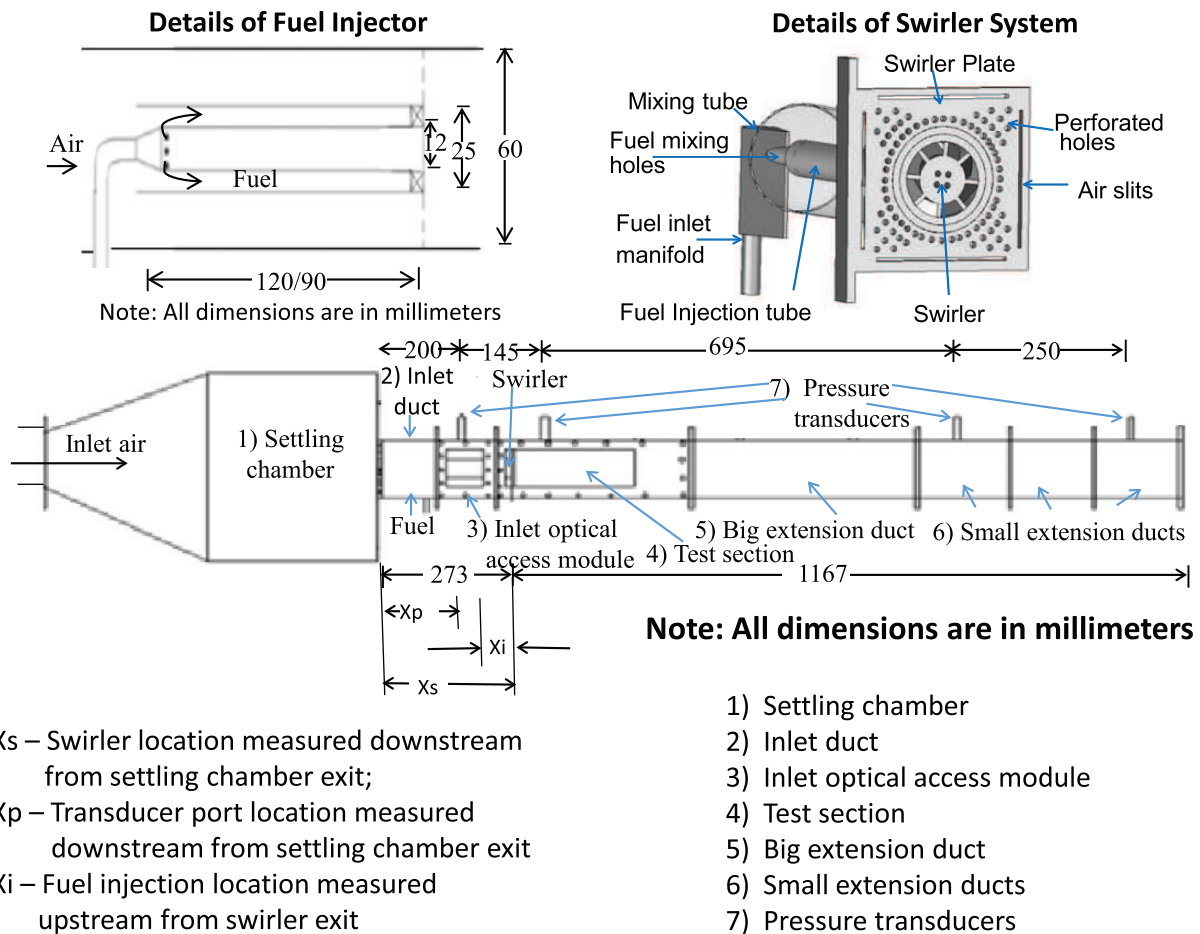 Details of Fuel Injector
Air
Fuel
12
25
60
120/90
Note: All dimensions are in millimeters
Details of Swirler System
Swirler Plate
Mixing tube
Perforated
holes
Fuel mixing
holes
Air slits
Fuel inlet
manifold
Fuel Injection tube
Swirler
200
145
695
250
2) Inlet
duct
Swirler
7) Pressure
transducers
Inlet air
1) Settling
chamber
Fuel
3) Inlet optical
access module
4) Test section
5) Big extension duct
6) Small extension ducts
273
1167
Xp
Xi
Xs
Note: All dimensions are in millimeters
Xs – Swirler location measured downstream
from settling chamber exit;
Xp – Transducer port location measured
downstream from settling chamber exit
Xi – Fuel injection location measured
upstream from swirler exit
1) Settling chamber
2) Inlet duct
3) Inlet optical access module
4) Test section
5) Big extension duct
6) Small extension ducts
7) Pressure transducers